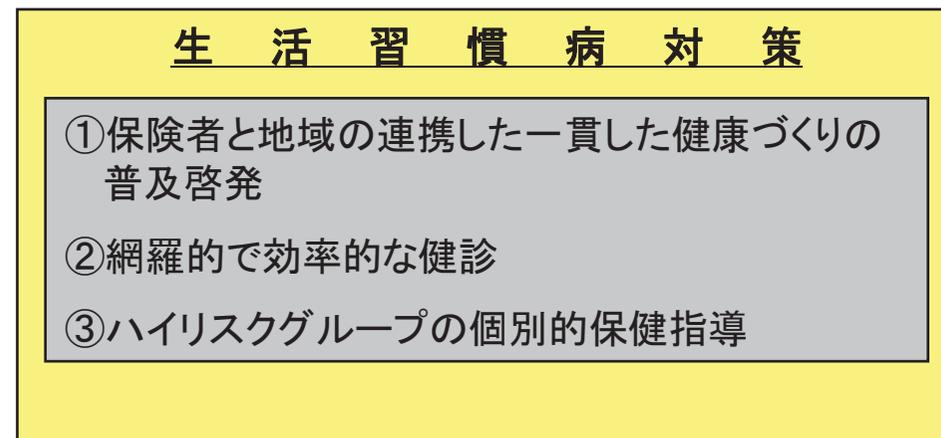 生活習慣病対策
①保険者と地域の連携した一貫した健康づくりの
普及啓発
②網羅的で効率的な健診
③ハイリスクグループの個別的保健指導